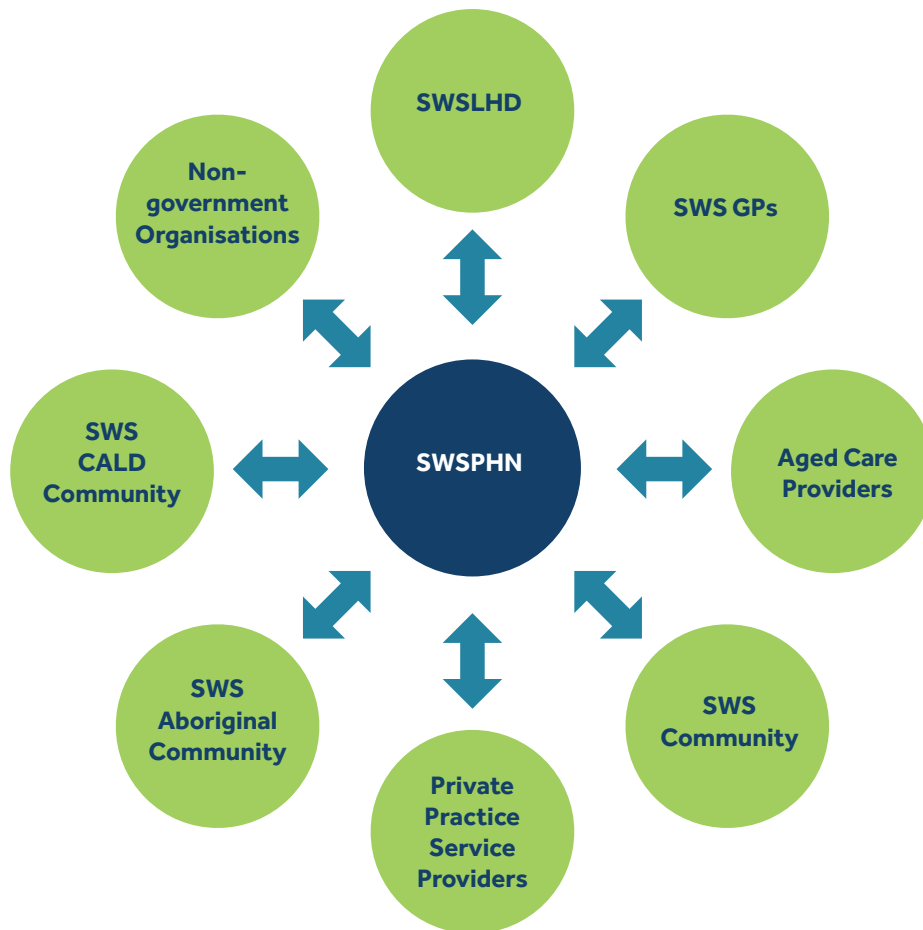 SWSLHD
Non-
government
Organisations
SWS GPs
SWS
CALD
Community
SWSPHN
Aged Care
Providers
SWS
Aboriginal
Community
SWS
Community
Private
Practice
Service
Providers